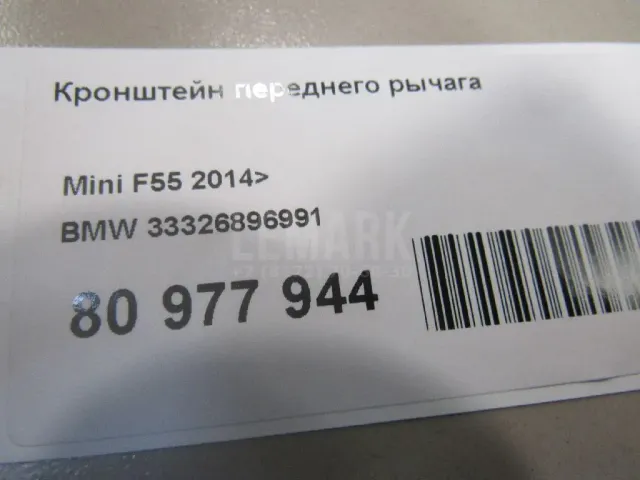 Кронштейн переднего рычага
Mini F55 2014>
BMW 33326896991
LEMARK
80 977 944